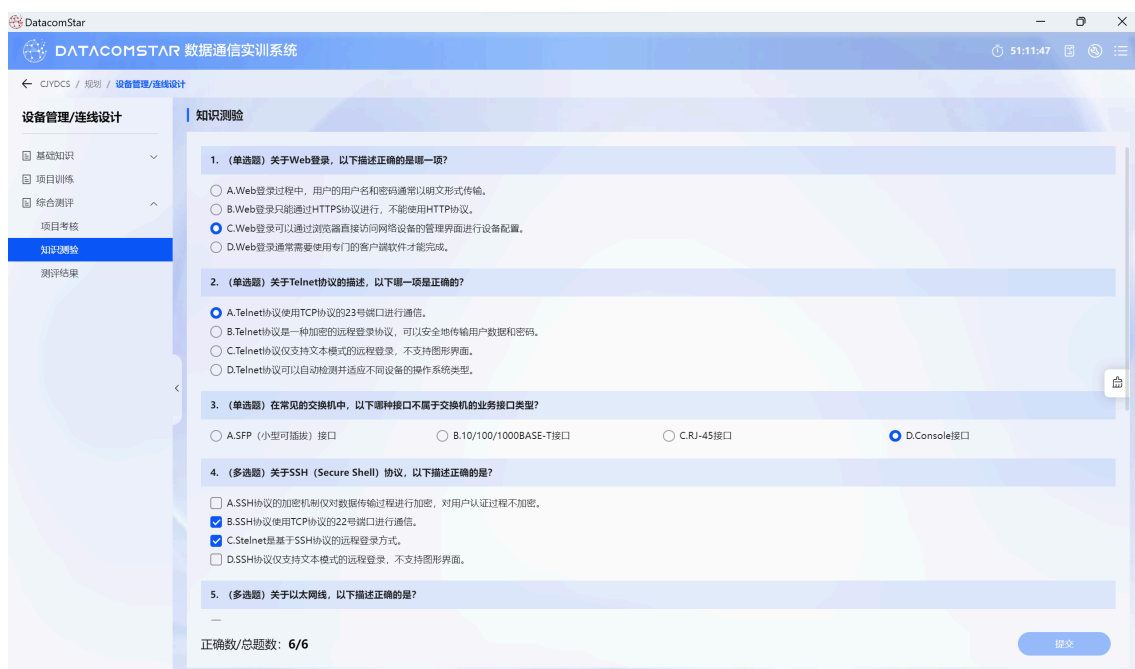 DatacomStar
DATACOMSTAR 数据通信实训系统
51:11:47
CJYDCS / 规划 / 设备管理/连线设计
设备管理/连线设计
基础知识
项目训练
综合测评
项目考核
知识测验
测评结果
知识测验
1. （单选题）关于Web登录，以下描述正确的是哪一项？
A.Web登录过程中，用户的用户名和密码通常以明文形式传输。
B.Web登录只能通过HTTPS协议进行，不能使用HTTP协议。
C.Web登录可以通过浏览器直接访问网络设备的管理界面进行设备配置。
D.Web登录通常需要使用专门的客户端软件才能完成。
2. （单选题）关于Telnet协议的描述，以下哪一项是正确的？
A.Telnet协议使用TCP协议的23号端口进行通信。
B.Telnet协议是一种加密的远程登录协议，可以安全地传输用户数据和密码。
C.Telnet协议仅支持文本模式的远程登录，不支持图形界面。
D.Telnet协议可以自动检测并适应不同设备的操作系统类型。
3. （单选题）在常见的交换机中，以下哪种接口不属于交换机的业务接口类型？
A.SFP（小型可插拔）接口 B.10/100/1000BASE-T接口 C.RJ-45接口 D.Console接口
4. （多选题）关于SSH（Secure Shell）协议，以下描述正确的是？
A.SSH协议的加密机制仅对数据传输过程进行加密，对用户认证过程不加密。
B.SSH协议使用TCP协议的22号端口进行通信。
C.Stelnet是基于SSH协议的远程登录方式。
D.SSH协议仅支持文本模式的远程登录，不支持图形界面。
5. （多选题）关于以太网线，以下描述正确的是？
正确数/总题数：6/6
提交